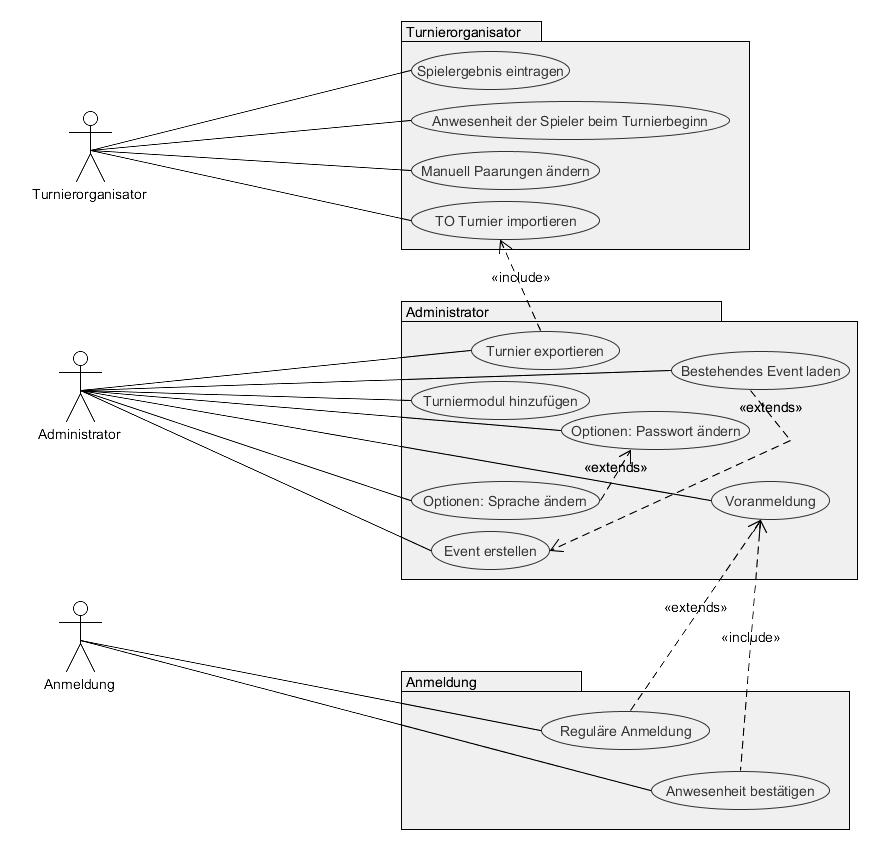 Turnierorganisator
Spielergebnis eintragen
Anwesenheit der Spieler beim Turnierbeginn
Manuell Paarungen ändern
Turnierorganisator
TO Turnier importieren
«include»
Administrator
Turnier exportieren
Bestehendes Event laden
Turniermodul hinzufügen
«extends»
Optionen: Passwort ändern
Administrator
«extends»
Optionen: Sprache ändern
Voranmeldung
Event erstellen
«extends»
«include»
Anmeldung
Anmeldung
Reguläre Anmeldung
Anwesenheit bestätigen